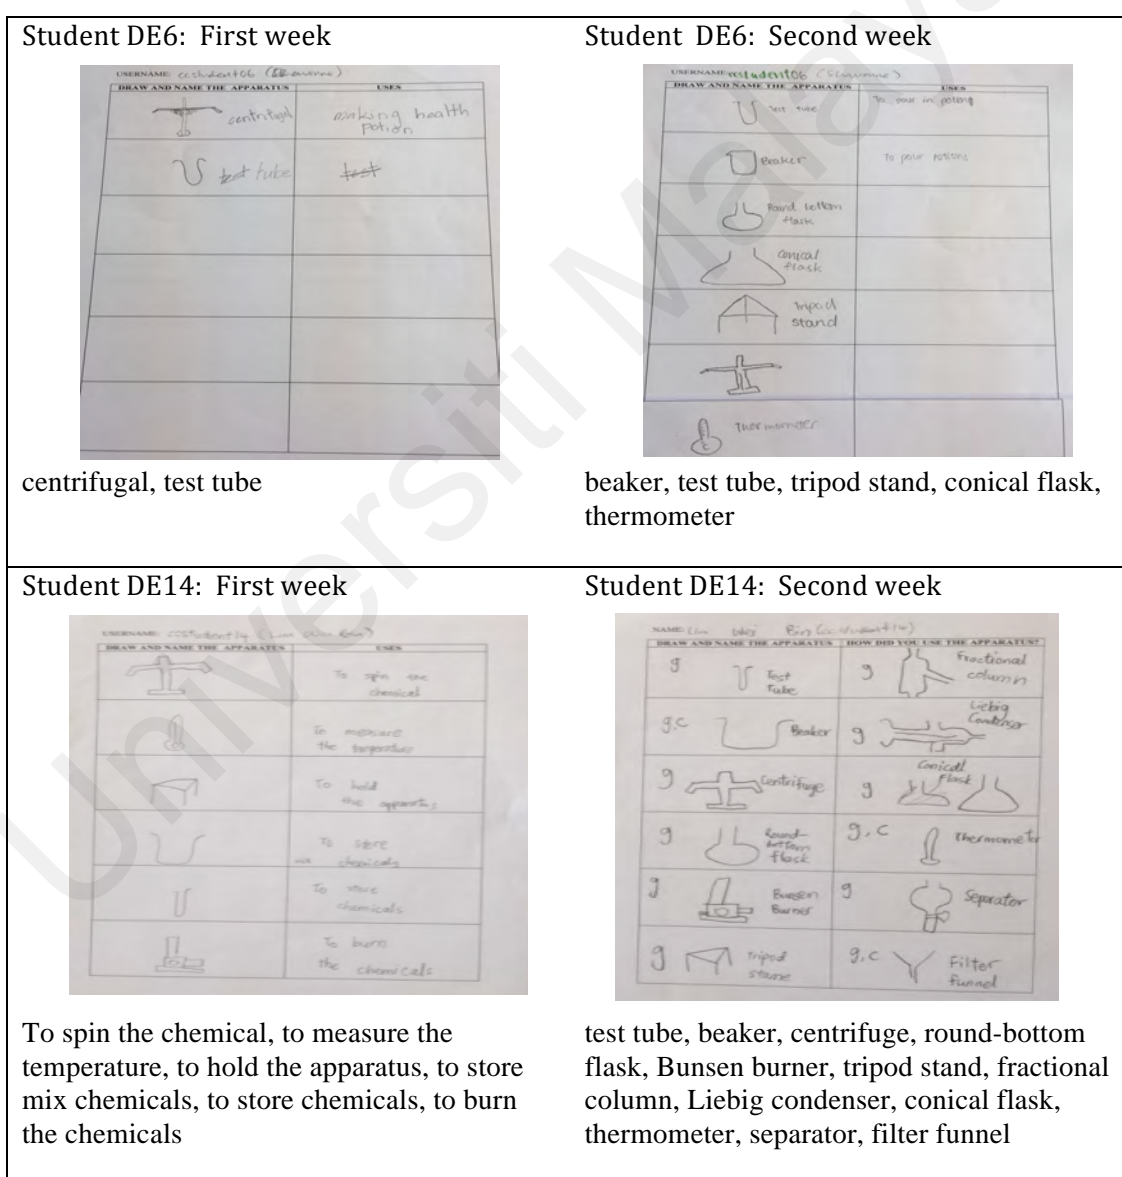 Student DE6: First week
USERNAME: ccstudent06
DRAW AND NAME THE APPARATUS USES
centrifugal making health
potion
test tube test
centrifugal, test tube
Student DE6: Second week
USERNAME: ccstudent06
DRAW AND NAME THE APPARATUS USES
Test tube To pour in potions
Beaker To pour potions
Round bottom
flask
conical
flask
tripod
stand
C
centrifugal, test tube
beaker, test tube, tripod stand, conical flask,
thermometer
Student DE14: First week
USERNAME: ccstudent14
DRAW AND NAME THE APPARATUS USES
To spin the
chemical
To measure
the temperature
To hold
the apparatus
To store
mix chemicals
To store
chemicals
To burn
the chemicals
To spin the chemical, to measure the
temperature, to hold the apparatus, to store
mix chemicals, to store chemicals, to burn
the chemicals
Student DE14: Second week
NAME: Lim
DRAW AND NAME THE APPARATUS HOW DID YOU USE THE APPARATUS?
g Test
Tube g Fractional
column
g.c Beaker g Liebig
Condenser
g Centrifuge g Conical
flask
g Round-
bottom
flask g.c Thermometer
g Bunsen
Burner g Separator
g Tripod g.c Filter
funnel
test tube, beaker, centrifuge, round-bottom
flask, Bunsen burner, tripod stand, fractional
column, Liebig condenser, conical flask,
thermometer, separator, filter funnel
Universiti Malaya